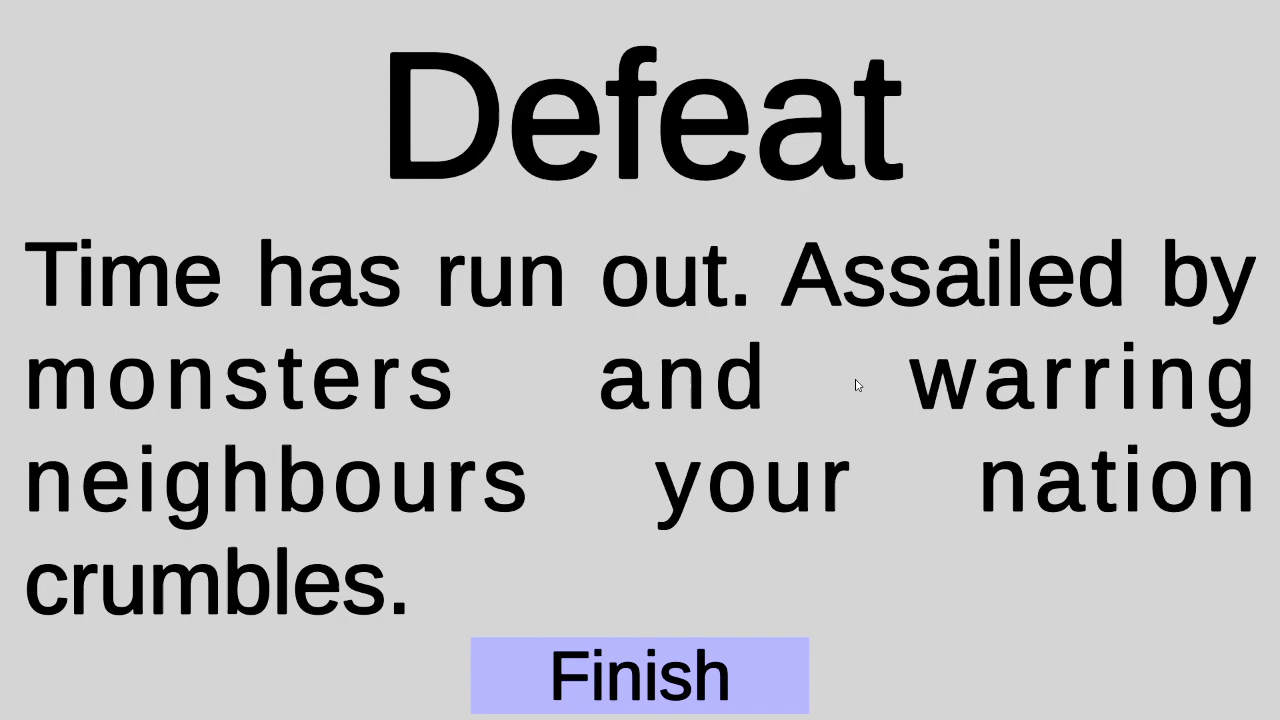 Defeat
Time has run out. Assailed by
monsters and warring
neighbours your nation
crumbles.
Finish